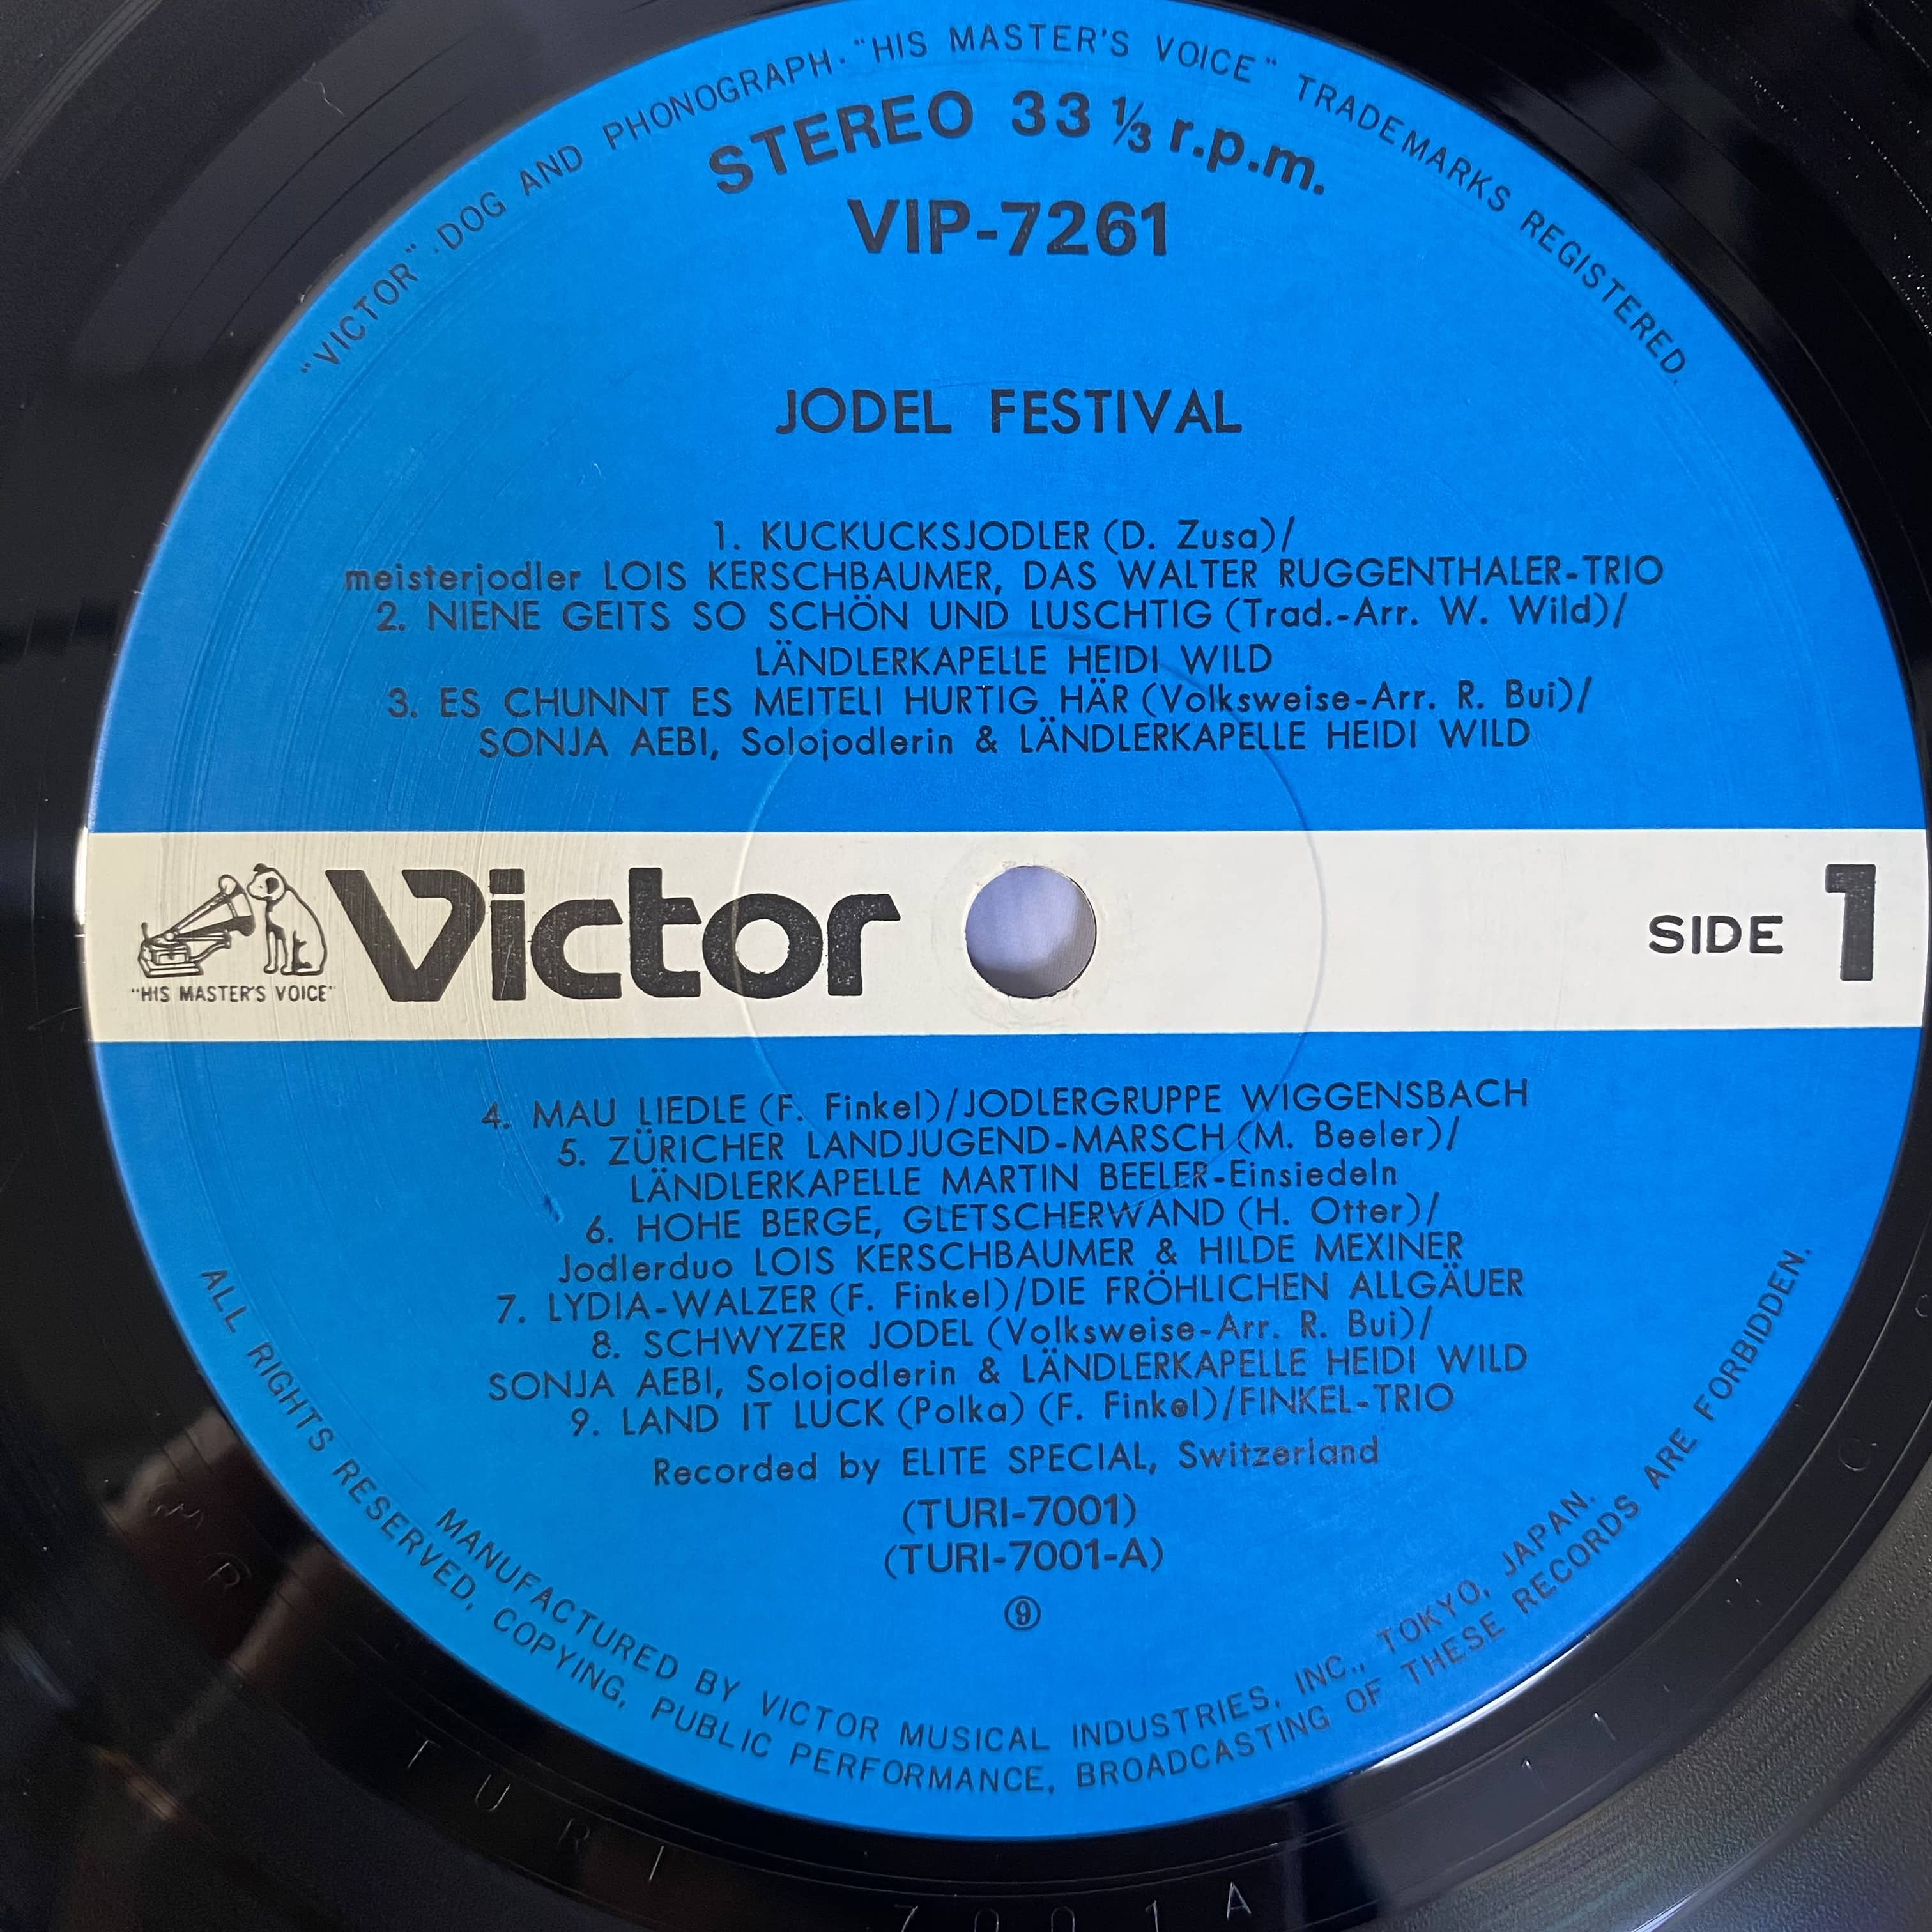 "VICTOR"·DOG AND PHONOGRAPH·"HIS MASTER'S VOICE" TRADEMARKS REGISTERED.
STEREO 33 ⅓ r.p.m.
VIP-7261
JODEL FESTIVAL
1. KUCKUCKSJODLER (D. Zusa)/
meisterjodler LOIS KERSCHBAUMER, DAS WALTER RUGGENTHALER-TRIO
2. NIENE GEITS SO SCHÖN UND LUSCHTIG (Trad.-Arr. W. Wild)/
LÄNDLERKAPELLE HEIDI WILD
3. ES CHUNNT ES MEITELI HURTIG HÄR (Volksweise-Arr. R. Bui)/
SONJA AEBI, Solojodlerin & LÄNDLERKAPELLE HEIDI WILD
Victor
"HIS MASTER'S VOICE"
SIDE 1
4. MAU LIEDLE (F. Finkel)/JODLERGRUPPE WIGGENSBACH
5. ZÜRICHER LANDJUGEND-MARSCH (M. Beeler)/
LÄNDLERKAPELLE MARTIN BEELER-Einsiedeln
6. HOHE BERGE, GLETSCHERWAND (H. Otter)/
Jodlerduo LOIS KERSCHBAUMER & HILDE MEXINER
7. LYDIA-WALZER (F. Finkel)/DIE FRÖHLICHEN ALLGÄUER
8. SCHWYZER JODEL (Volksweise-Arr. R. Bui)/
SONJA AEBI, Solojodlerin & LÄNDLERKAPELLE HEIDI WILD
9. LAND IT LUCK (Polka) (F. Finkel)/FINKEL-TRIO
Recorded by ELITE SPECIAL, Switzerland
(TURI-7001)
(TURI-7001-A)
⑨
MANUFACTURED BY VICTOR MUSICAL INDUSTRIES, INC., TOKYO, JAPAN.
ALL RIGHTS RESERVED, COPYING, PUBLIC PERFORMANCE, BROADCASTING OF THESE RECORDS ARE FORBIDDEN.
TURI 7001A